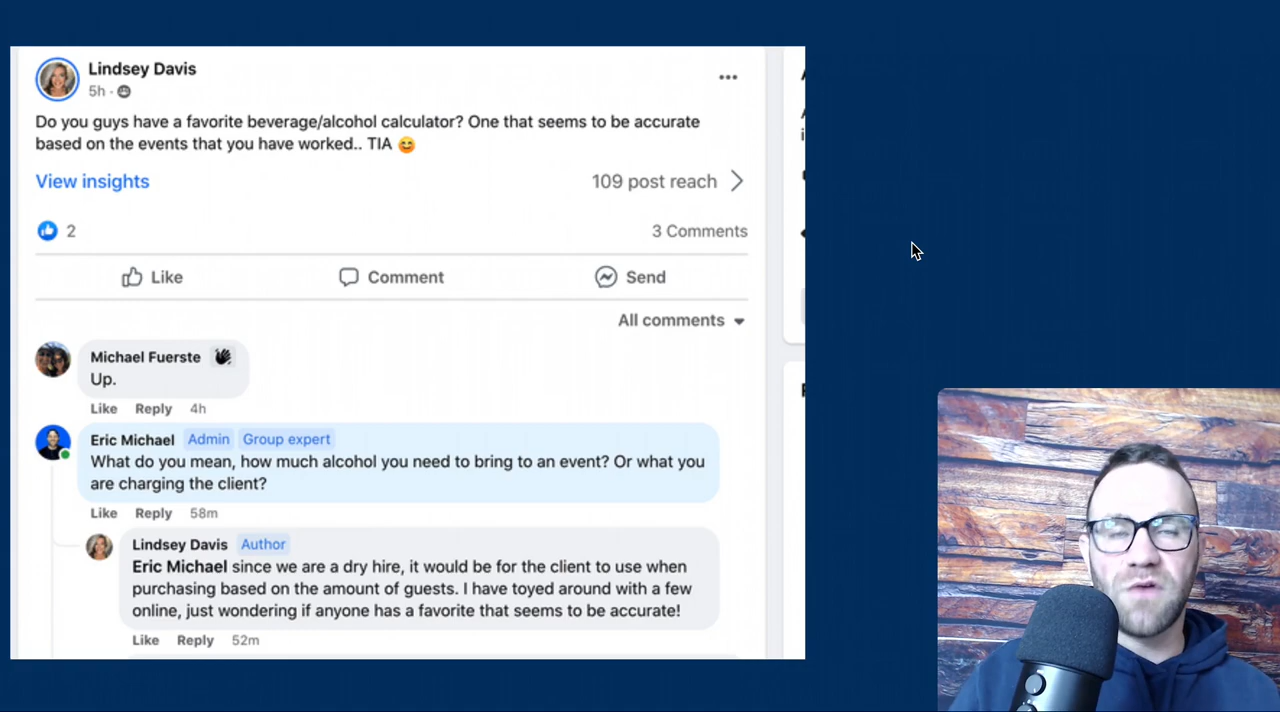 Lindsey Davis
5h ·
Do you guys have a favorite beverage/alcohol calculator? One that seems to be accurate
based on the events that you have worked.. TIA 😊
View insights
109 post reach
2
3 Comments
Like
Comment
Send
All comments
Michael Fuerste
Up.
Like Reply 4h
Eric Michael Admin Group expert
What do you mean, how much alcohol you need to bring to an event? Or what you
are charging the client?
Like Reply 58m
Lindsey Davis Author
Eric Michael since we are a dry hire, it would be for the client to use when
purchasing based on the amount of guests. I have toyed around with a few
online, just wondering if anyone has a favorite that seems to be accurate!
Like Reply 52m